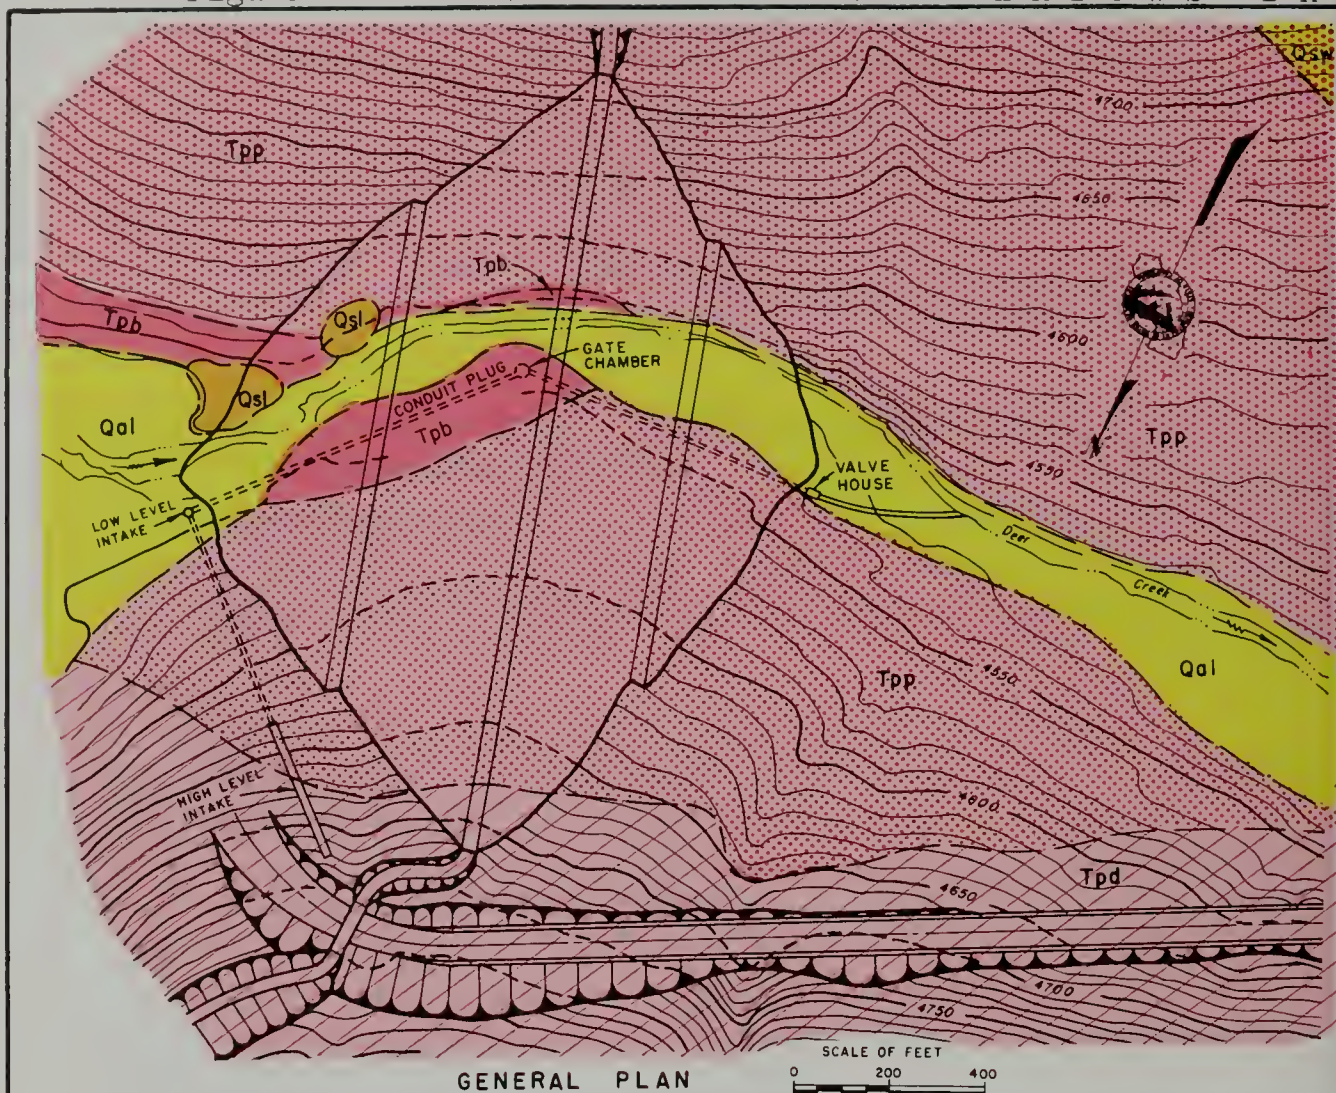 Qsw
4700
Tpp
4650
Tpb
Tpb
Qsl
4600
GATE
CHAMBER
CONDUIT PLUG
Qsl
Qal
Tpb
Tpp
4550
VALVE
HOUSE
LOW LEVEL
INTAKE
Deer
Creek
Qal
Tpp
4550
HIGH LEVEL
INTAKE
4600
Tpd
4650
4700
4750
SCALE OF FEET
GENERAL PLAN
0 200 400